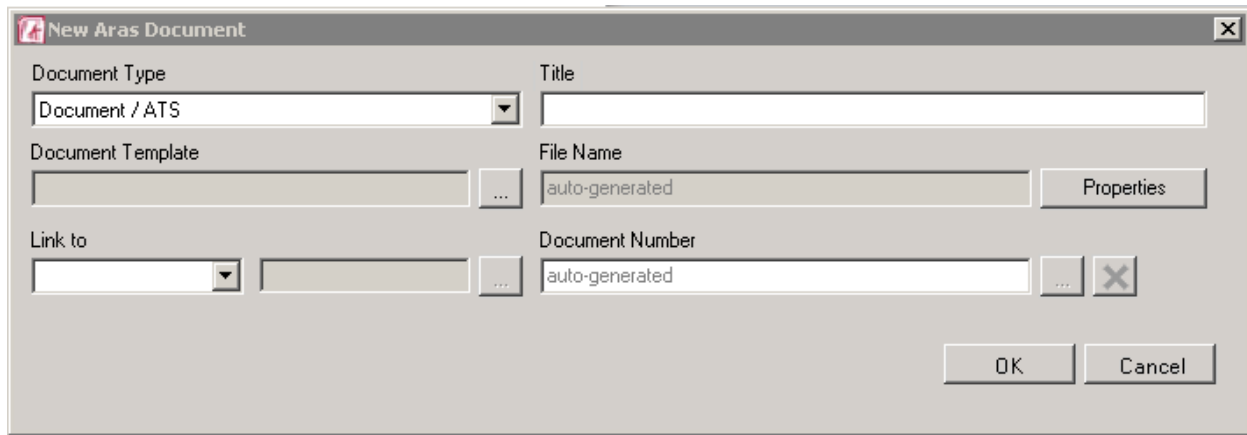 New Aras Document
Document Type Title
Document / ATS
Document Template File Name
... auto-generated Properties
Link to Document Number
... auto-generated ...
OK Cancel